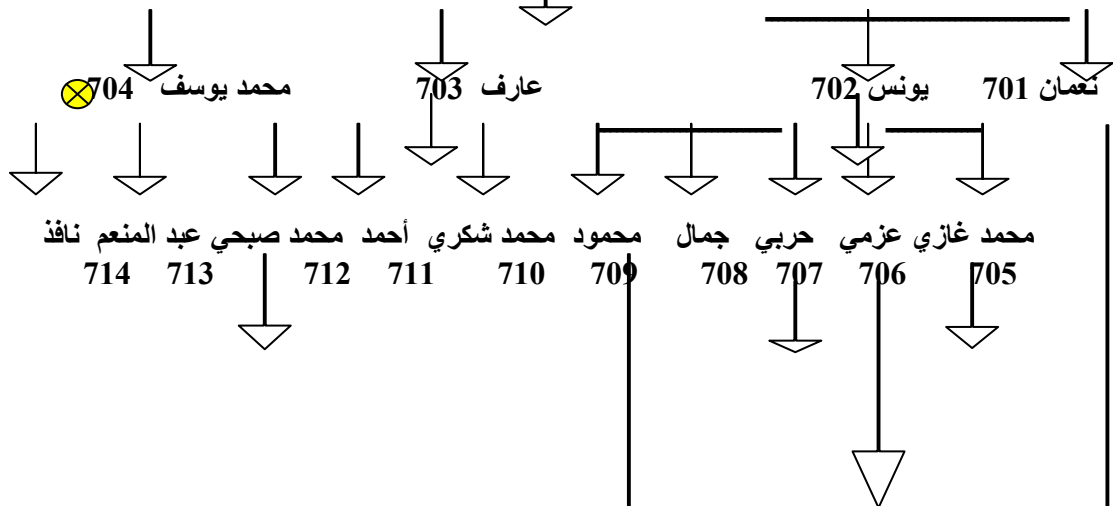 نعمان 701 يونس 702 عارف 703 محمد يوسف 704
محمد غازي عزمي حربي جمال محمود محمد شكري أحمد محمد صبحي عبد المنعم نافذ
705 706 707 708 709 710 711 712 713 714